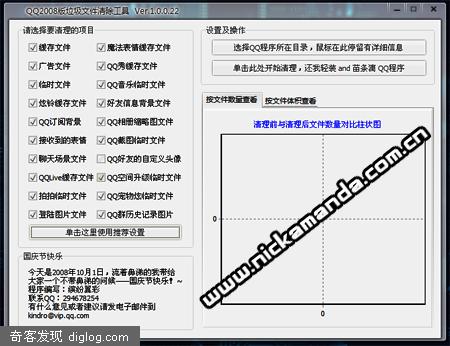 QQ2008版垃圾文件清除工具 Ver 1.0.0.22
请选择要清理的项目
缓存文件 魔法表情缓存文件
广告文件 QQ秀缓存文件
临时文件 QQ音乐临时文件
炫铃缓存文件 好友信息背景文件
QQ订阅背景 QQ相册缩略图文件
接收到的表情 QQ截图临时文件
聊天场景文件 QQ好友的自定义头像
QQLive缓存文件 QQ空间升级临时文件
拍拍临时文件 QQ宠物炫临时文件
登陆图片文件 QQ群历史记录图片
单击这里使用推荐设置
国庆节快乐
今天是2008年10月1日，流着鼻涕的我带给
大家一个不带鼻涕的问候——国庆节快乐！~
程序编写：缤纷翼彩
联系QQ：294678254
有什么意见或者建议请发电子邮件到
kindro@vip.qq.com
设置及操作
选择QQ程序所在目录，鼠标在此停留有详细信息
单击此处开始清理，还我轻装 and 苗条滴 QQ程序
按文件数量查看 按文件体积查看
清理前与清理后文件数量对比柱状图
0
0
www.nickamanda.com.cn
奇客发现 diglog.com